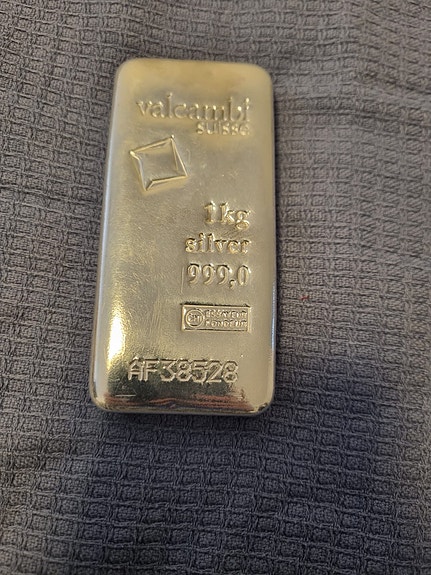 valcambi
suisse
1kg
silver
999,0
AF38528